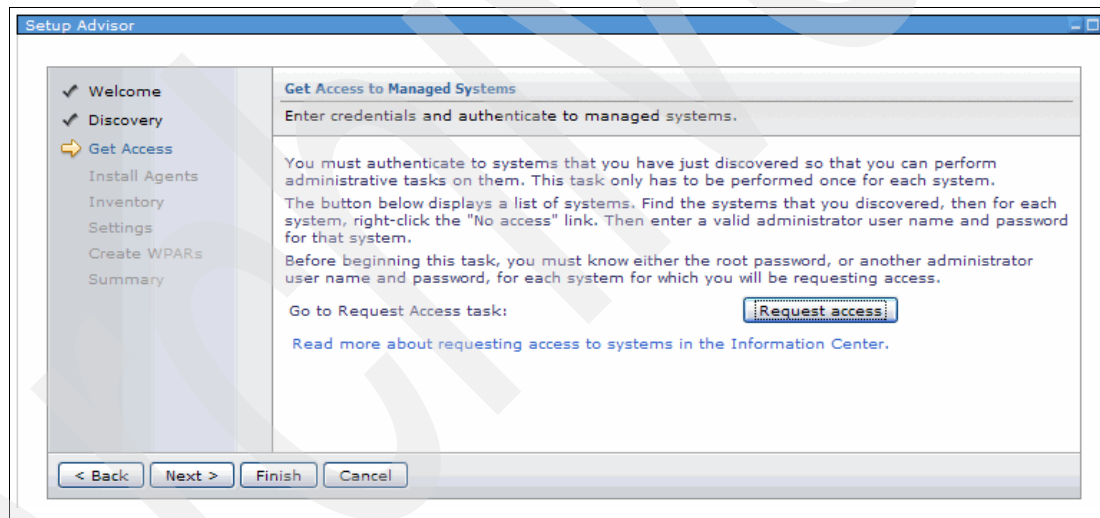 Setup Advisor
Welcome
Discovery
Get Access
Install Agents
Inventory
Settings
Create WPARs
Summary
Get Access to Managed Systems
Enter credentials and authenticate to managed systems.
You must authenticate to systems that you have just discovered so that you can perform
administrative tasks on them. This task only has to be performed once for each system.
The button below displays a list of systems. Find the systems that you discovered, then for each
system, right-click the "No access" link. Then enter a valid administrator user name and password
for that system.
Before beginning this task, you must know either the root password, or another administrator
user name and password, for each system for which you will be requesting access.
Go to Request Access task:
Request access
Read more about requesting access to systems in the Information Center.
< Back Next > Finish Cancel